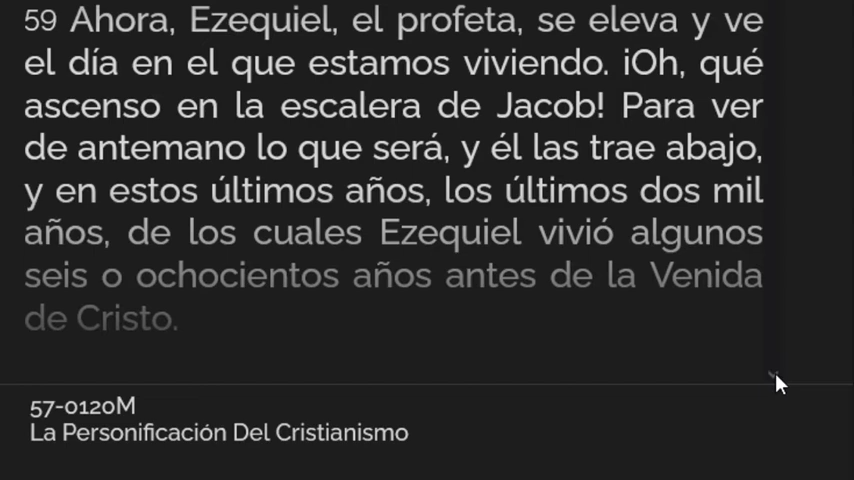 59 Ahora, Ezequiel, el profeta, se eleva y ve
el día en el que estamos viviendo. ¡Oh, qué
ascenso en la escalera de Jacob! Para ver
de antemano lo que será, y él las trae abajo,
y en estos últimos años, los últimos dos mil
años, de los cuales Ezequiel vivió algunos
seis o ochocientos años antes de la Venida
de Cristo.
57-0120M
La Personificación Del Cristianismo